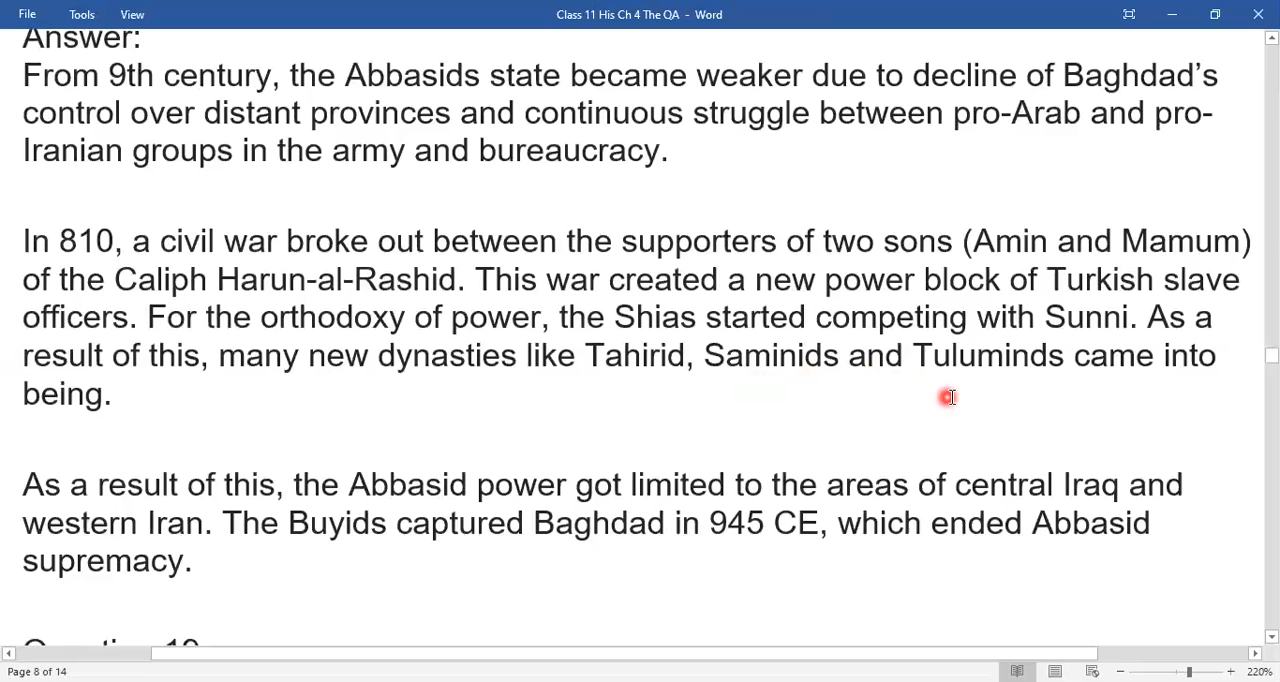 File Tools View Class 11 His Ch 4 The QA - Word
Answer:
From 9th century, the Abbasids state became weaker due to decline of Baghdad’s
control over distant provinces and continuous struggle between pro-Arab and pro-
Iranian groups in the army and bureaucracy.
In 810, a civil war broke out between the supporters of two sons (Amin and Mamum)
of the Caliph Harun-al-Rashid. This war created a new power block of Turkish slave
officers. For the orthodoxy of power, the Shias started competing with Sunni. As a
result of this, many new dynasties like Tahirid, Saminids and Tuluminds came into
being.
As a result of this, the Abbasid power got limited to the areas of central Iraq and
western Iran. The Buyids captured Baghdad in 945 CE, which ended Abbasid
supremacy.
Question 19
Page 8 of 14 220%